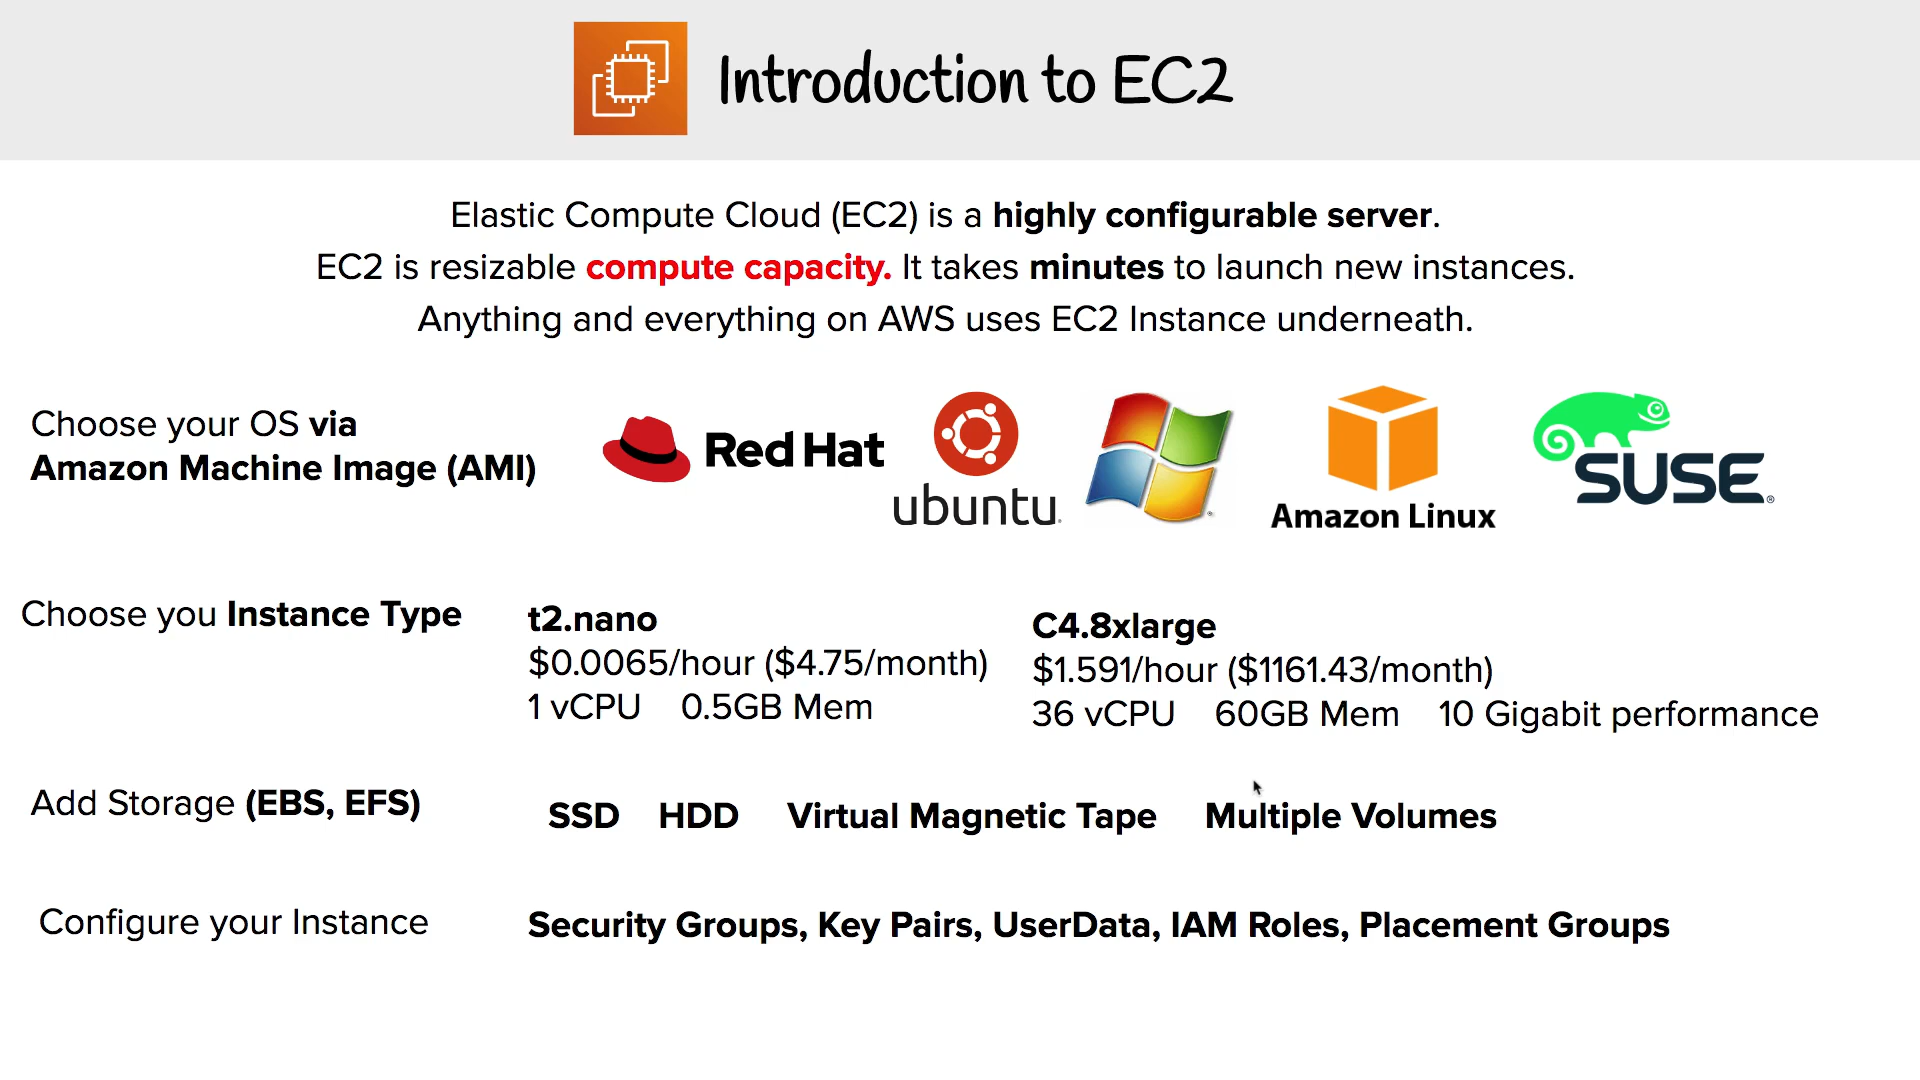 Introduction to EC2
Elastic Compute Cloud (EC2) is a highly configurable server.
EC2 is resizable compute capacity. It takes minutes to launch new instances.
Anything and everything on AWS uses EC2 Instance underneath.
Choose your OS via
Amazon Machine Image (AMI)
Red Hat
ubuntu
Amazon Linux
SUSE
Choose you Instance Type
t2.nano
$0.0065/hour ($4.75/month)
1 vCPU 0.5GB Mem
C4.8xlarge
$1.591/hour ($1161.43/month)
36 vCPU 60GB Mem 10 Gigabit performance
Add Storage (EBS, EFS)
SSD HDD Virtual Magnetic Tape Multiple Volumes
Configure your Instance
Security Groups, Key Pairs, UserData, IAM Roles, Placement Groups